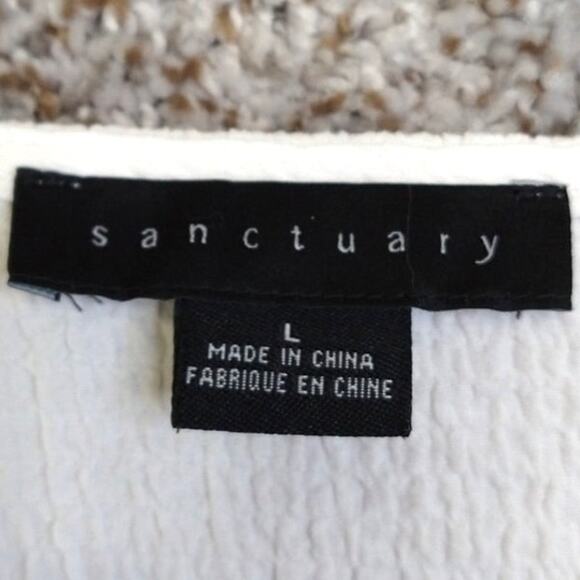 sanctuary
L
MADE IN CHINA
FABRIQUE EN CHINE